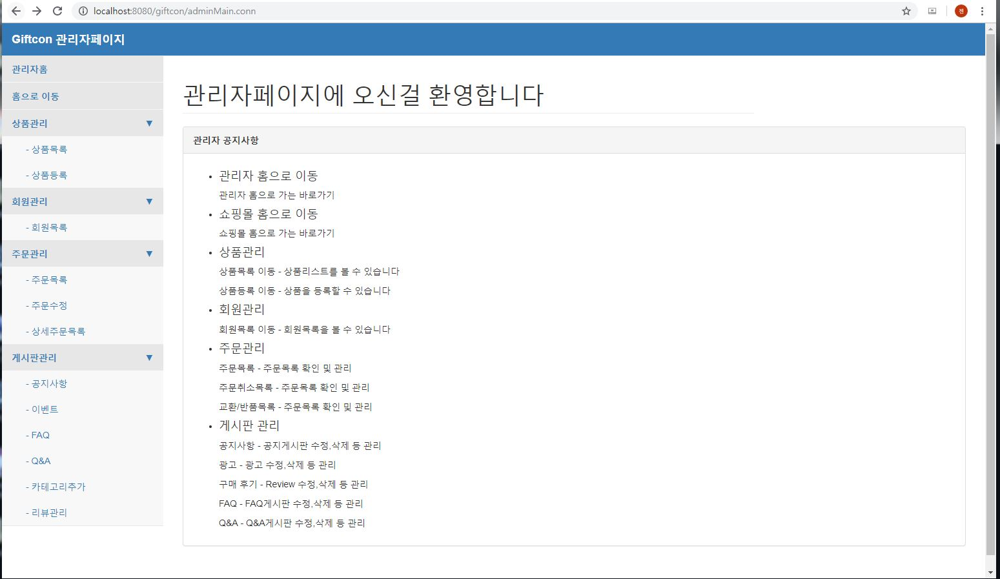 localhost:8080/giftcon/adminMain.conn
젠
Giftcon 관리자페이지
관리자홈
홈으로 이동
상품관리 ▼
- 상품목록
- 상품등록
회원관리 ▼
- 회원목록
주문관리 ▼
- 주문목록
- 주문수정
- 상세주문목록
게시판관리 ▼
- 공지사항
- 이벤트
- FAQ
- Q&A
- 카테고리추가
- 리뷰관리
관리자페이지에 오신걸 환영합니다
관리자 공지사항
• 관리자 홈으로 이동
관리자 홈으로 가는 바로가기
• 쇼핑몰 홈으로 이동
쇼핑몰 홈으로 가는 바로가기
• 상품관리
상품목록 이동 - 상품리스트를 볼 수 있습니다
상품등록 이동 - 상품을 등록할 수 있습니다
• 회원관리
회원목록 이동 - 회원목록을 볼 수 있습니다
• 주문관리
주문목록 - 주문목록 확인 및 관리
주문취소목록 - 주문목록 확인 및 관리
교환/반품목록 - 주문목록 확인 및 관리
• 게시판 관리
공지사항 - 공지게시판 수정,삭제 등 관리
광고 - 광고 수정,삭제 등 관리
구매 후기 - Review 수정,삭제 등 관리
FAQ - FAQ게시판 수정,삭제 등 관리
Q&A - Q&A게시판 수정,삭제 등 관리